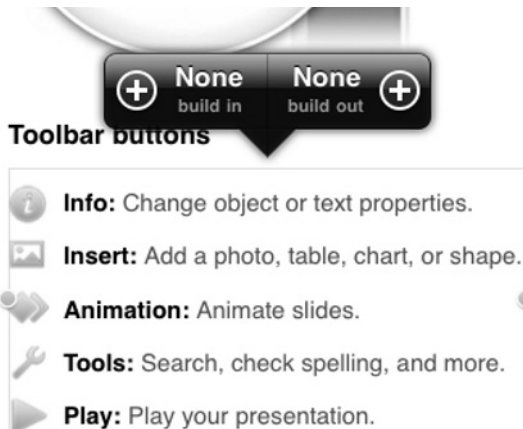 None None
build in build out
Toolbar buttons
Info: Change object or text properties.
Insert: Add a photo, table, chart, or shape.
Animation: Animate slides.
Tools: Search, check spelling, and more.
Play: Play your presentation.